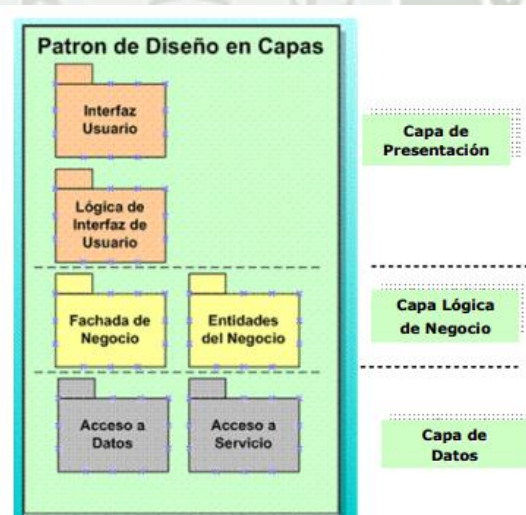 Patron de Diseño en Capas
Interfaz
Usuario
Capa de
Presentación
Lógica de
Interfaz de
Usuario
Fachada de
Negocio
Entidades
del Negocio
Capa Lógica
de Negocio
Acceso a
Datos
Acceso a
Servicio
Capa de
Datos